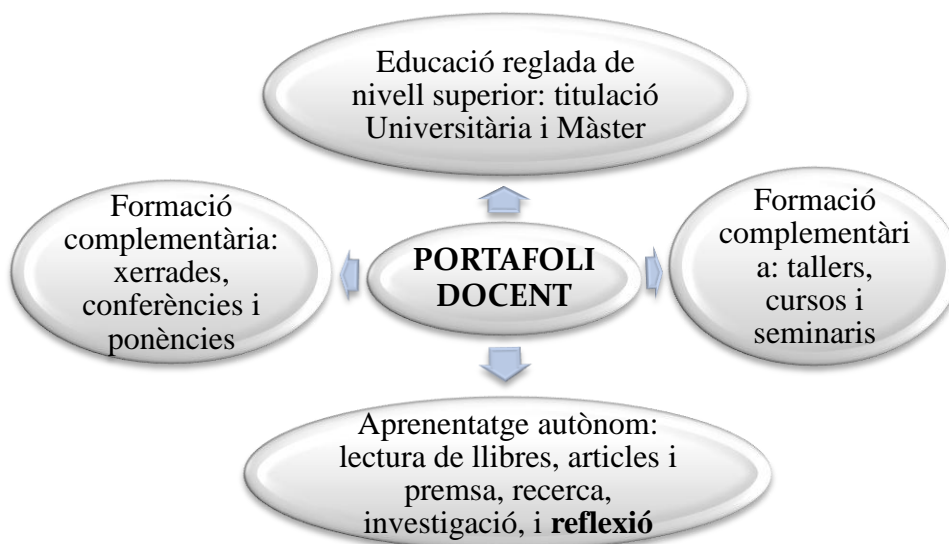 Educació reglada de
nivell superior: titulació
Universitària i Màster
Formació
complementària:
xerrades,
conferències i
ponències
PORTAFOLI
DOCENT
Formació
complementàri
a: tallers,
cursos i
seminaris
Aprenentatge autònom:
lectura de llibres, articles i
premsa, recerca,
investigació, i reflexió